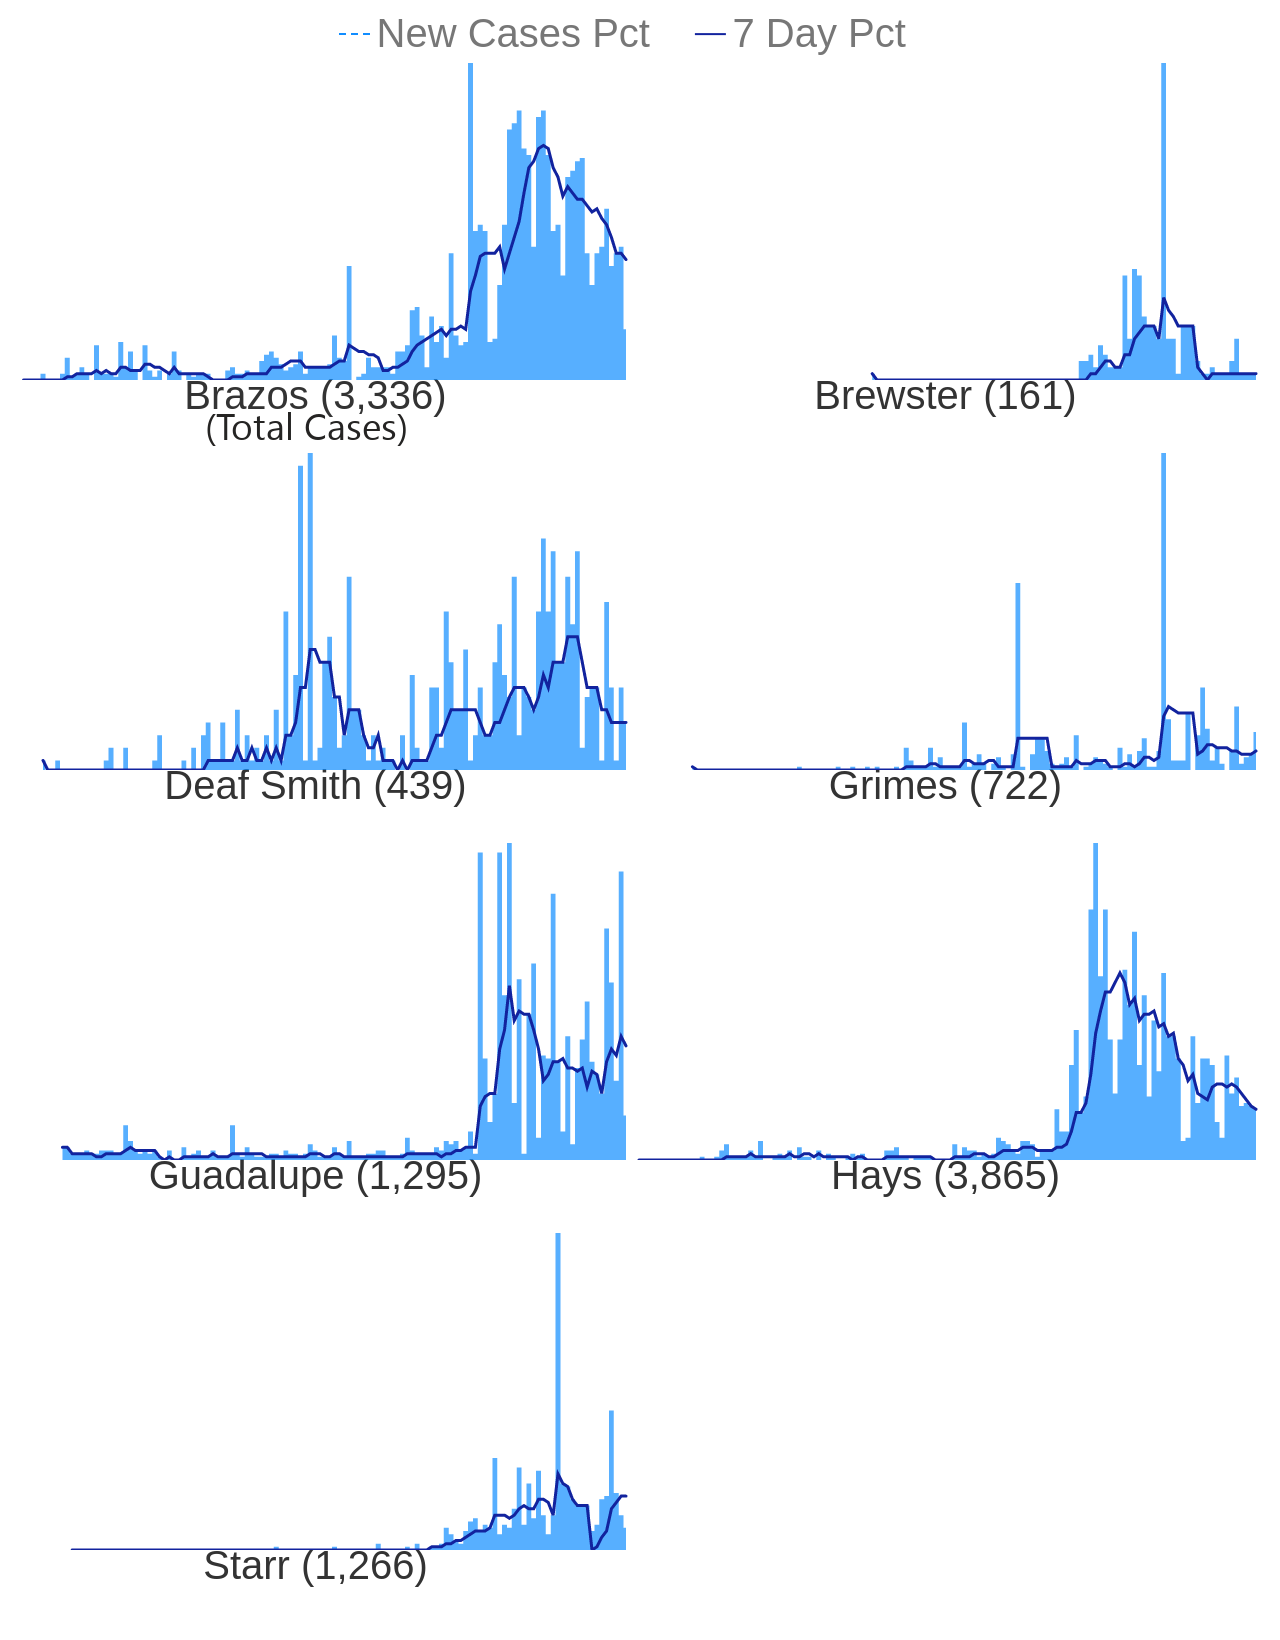 New Cases Pct 7 Day Pct
Brazos (3,336) Brewster (161)
(Total Cases)
Deaf Smith (439) Grimes (722)
Guadalupe (1,295) Hays (3,865)
Starr (1,266)